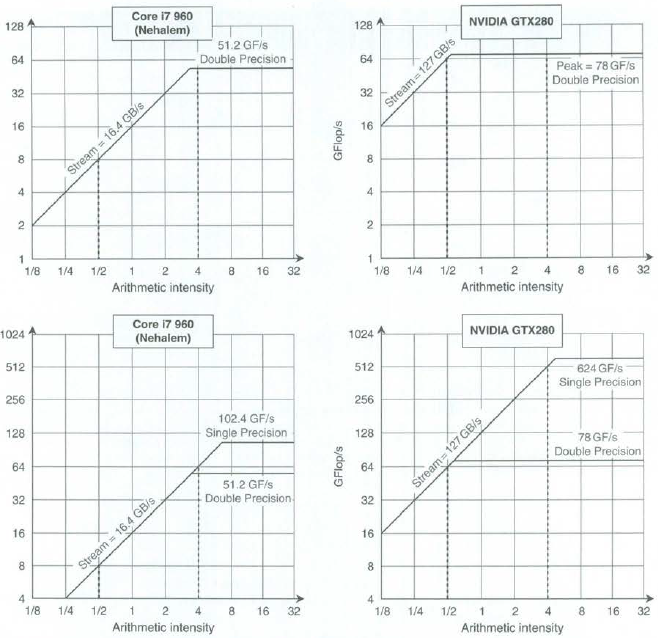 Core i7 960
(Nehalem)
128
64
32
16
8
4
2
1
51.2 GF/s
Double Precision
Stream = 16.4 GB/s
1/8 1/4 1/2 1 2 4 8 16 32
Arithmetic intensity
NVIDIA GTX280
GFlop/s
128
64
32
16
8
4
2
1
Stream = 127GB/s
Peak = 78 GF/s
Double Precision
1/8 1/4 1/2 1 2 4 8 16 32
Arithmetic intensity
Core i7 960
(Nehalem)
1024
512
256
128
64
32
16
8
4
102.4 GF/s
Single Precision
51.2 GF/s
Double Precision
Stream = 16.4 GB/s
1/8 1/4 1/2 1 2 4 8 16 32
Arithmetic intensity
NVIDIA GTX280
GFlop/s
1024
512
256
128
64
32
16
8
4
624 GF/s
Single Precision
78 GF/s
Double Precision
Stream = 127 GB/s
1/8 1/4 1/2 1 2 4 8 16 32
Arithmetic intensity